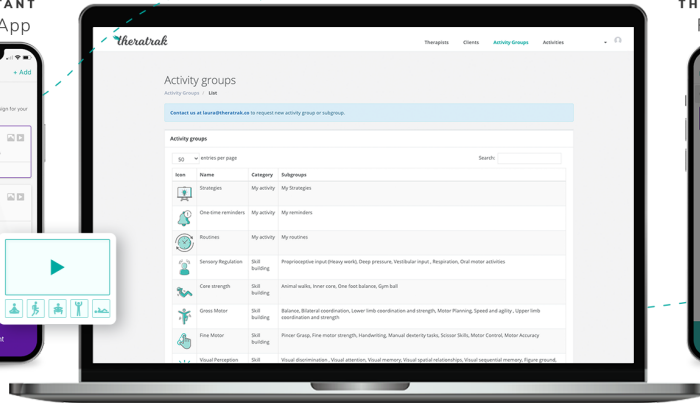 TANT
App
TH
+ Add
sign for your
nt
theratrak
Therapists Clients Activity Groups Activities
Activity groups
Activity Groups / List
Contact us at laura@theratrak.co to request new activity group or subgroup.
Activity groups
50 entries per page Search:
Icon Name Category Subgroups
Strategies My activity My Strategies
One-time reminders My activity My reminders
Routines My activity My routines
Sensory Regulation Skill building Proprioceptive input (Heavy work), Deep pressure, Vestibular input , Respiration, Oral motor activities
Core strength Skill building Animal walks, Inner core, One foot balance, Gym ball
Gross Motor Skill building Balance, Bilateral coordination, Lower limb coordination and strength, Motor Planning, Speed and agility , Upper limb
coordination and strength
Fine Motor Skill building Pincer Grasp, Fine motor strength, Handwriting, Manual dexterity tasks, Scissor Skills, Motor Control, Motor Accuracy
Visual Perception Skill Visual discrimination , Visual attention, Visual memory, Visual spatial relationships, Visual sequential memory, Figure ground,